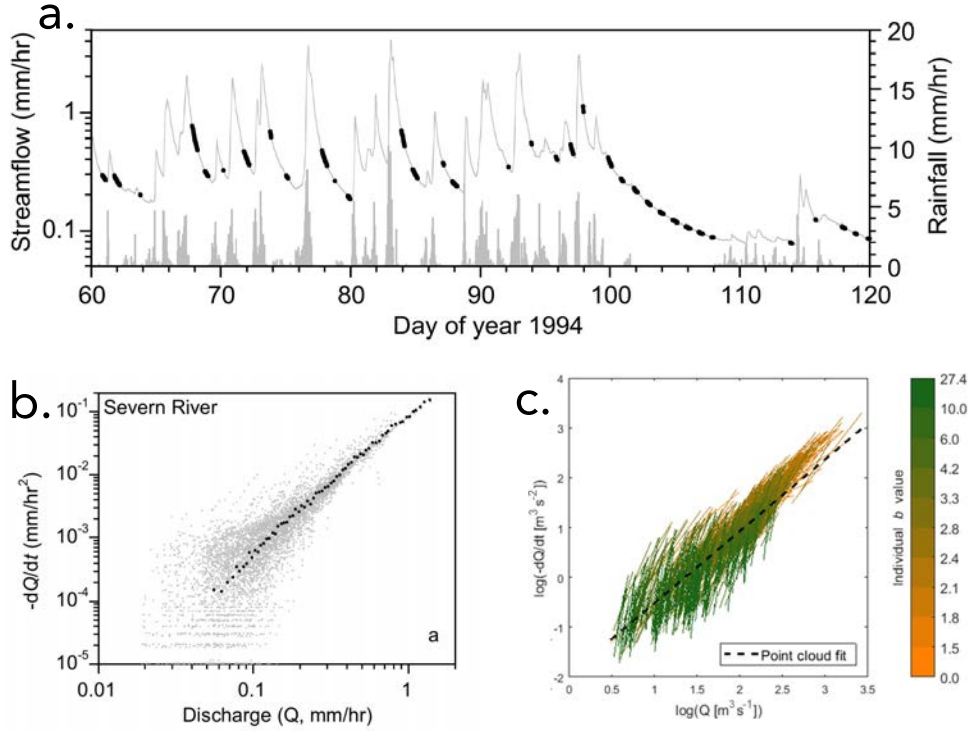 a.
Streamflow (mm/hr)
1
0.1
20
15
10
5
0
Rainfall (mm/hr)
60 70 80 90 100 110 120
Day of year 1994
b.
Severn River
-dQ/dt (mm/hr²)
10⁻¹
10⁻²
10⁻³
10⁻⁴
10⁻⁵
a
0.01 0.1 1
Discharge (Q, mm/hr)
c.
log(-dQ/dt [m³ s⁻²])
4
3
2
1
0
-1
-2
Point cloud fit
0 0.5 1 1.5 2 2.5 3 3.5
log(Q [m³s⁻¹])
Individual b value
27.4
10.0
6.0
4.2
3.3
2.8
2.4
2.1
1.8
1.5
0.0